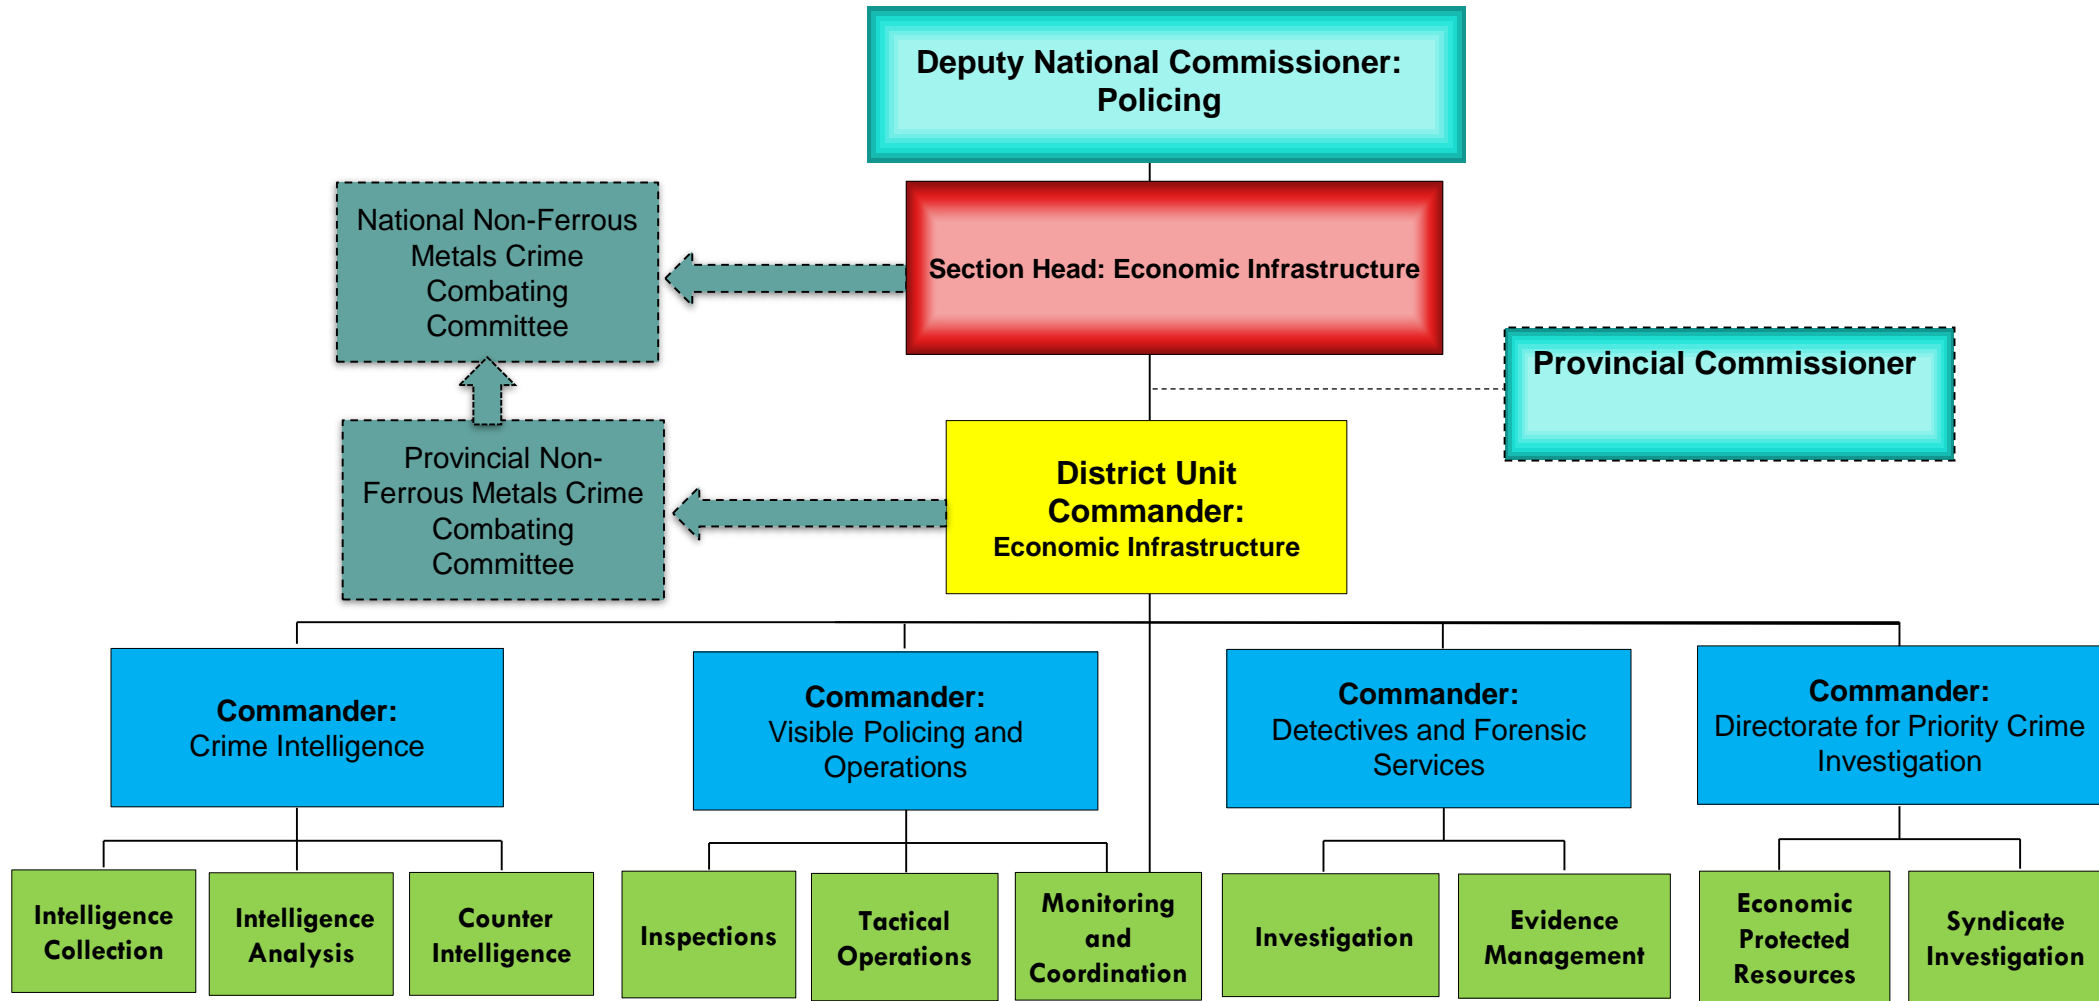 Deputy National Commissioner:
Policing
National Non-Ferrous
Metals Crime
Combating
Committee
Section Head: Economic Infrastructure
Provincial Commissioner
Provincial Non-
Ferrous Metals Crime
Combating
Committee
District Unit
Commander:
Economic Infrastructure
Commander:
Crime Intelligence
Commander:
Visible Policing and
Operations
Commander:
Detectives and Forensic
Services
Commander:
Directorate for Priority Crime
Investigation
Intelligence
Collection
Intelligence
Analysis
Counter
Intelligence
Inspections
Tactical
Operations
Monitoring
and
Coordination
Investigation
Evidence
Management
Economic
Protected
Resources
Syndicate
Investigation